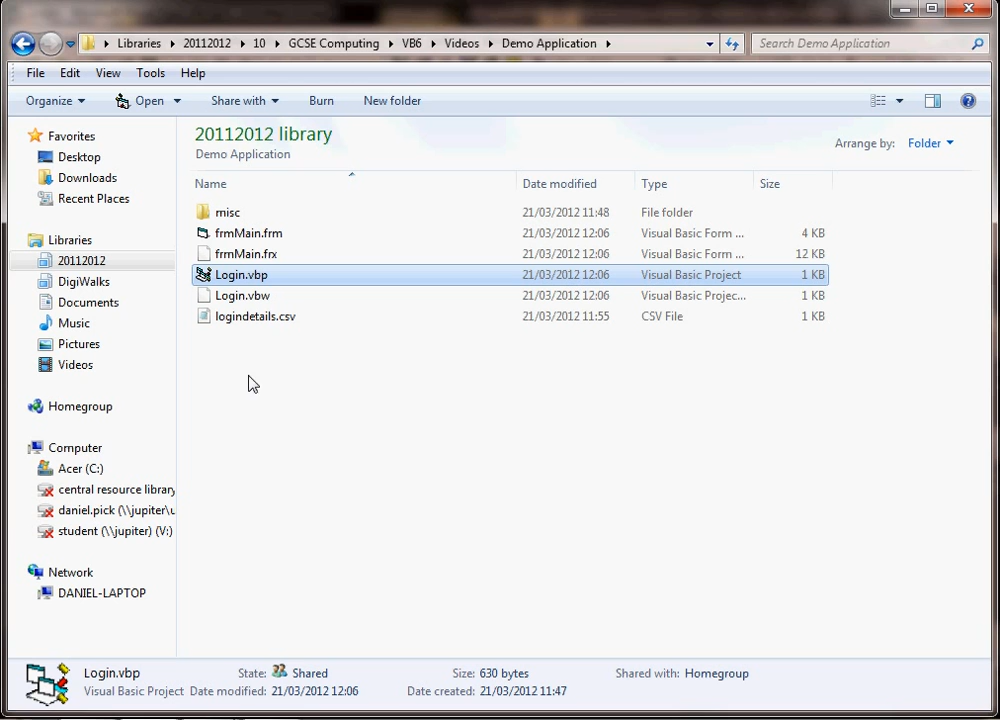 Libraries 20112012 10 GCSE Computing VB6 Videos Demo Application
Search Demo Application
File Edit View Tools Help
Organize Open Share with Burn New folder
20112012 library
Demo Application
Arrange by: Folder
Name Date modified Type Size
misc 21/03/2012 11:48 File folder
frmMain.frm 21/03/2012 12:06 Visual Basic Form ... 4 KB
frmMain.frx 21/03/2012 12:06 Visual Basic Form ... 12 KB
Login.vbp 21/03/2012 12:06 Visual Basic Project 1 KB
Login.vbw 21/03/2012 12:06 Visual Basic Projec... 1 KB
logindetails.csv 21/03/2012 11:55 CSV File 1 KB
Favorites
Desktop
Downloads
Recent Places
Libraries
20112012
DigiWalks
Documents
Music
Pictures
Videos
Homegroup
Computer
Acer (C:)
central resource library
daniel.pick (\\jupiter\u
student (\\jupiter) (V:)
Network
DANIEL-LAPTOP
Login.vbp State: Shared Size: 630 bytes Shared with: Homegroup
Visual Basic Project Date modified: 21/03/2012 12:06 Date created: 21/03/2012 11:47